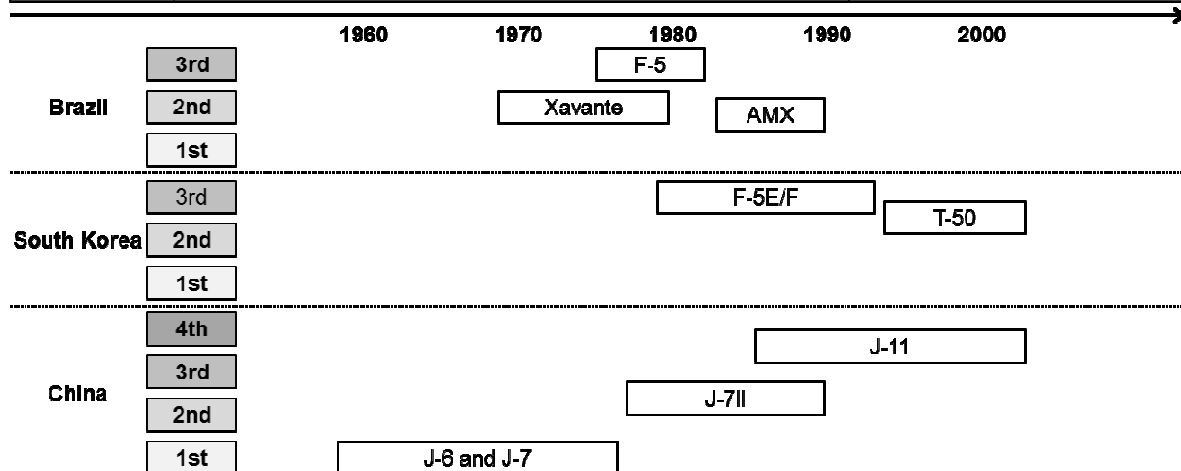 1960 1970 1980 1990 2000
3rd F-5
Brazil 2nd Xavante AMX
1st
3rd F-5E/F
T-50
South Korea 2nd
1st
4th
J-11
3rd
China
J-7II
2nd
1st J-6 and J-7